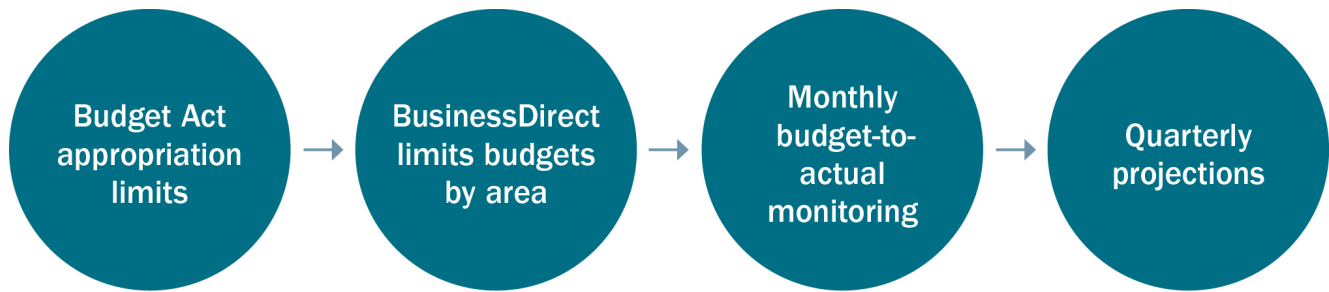 Budget Act
appropriation
limits
BusinessDirect
limits budgets
by area
Monthly
budget-to-
actual
monitoring
Quarterly
projections